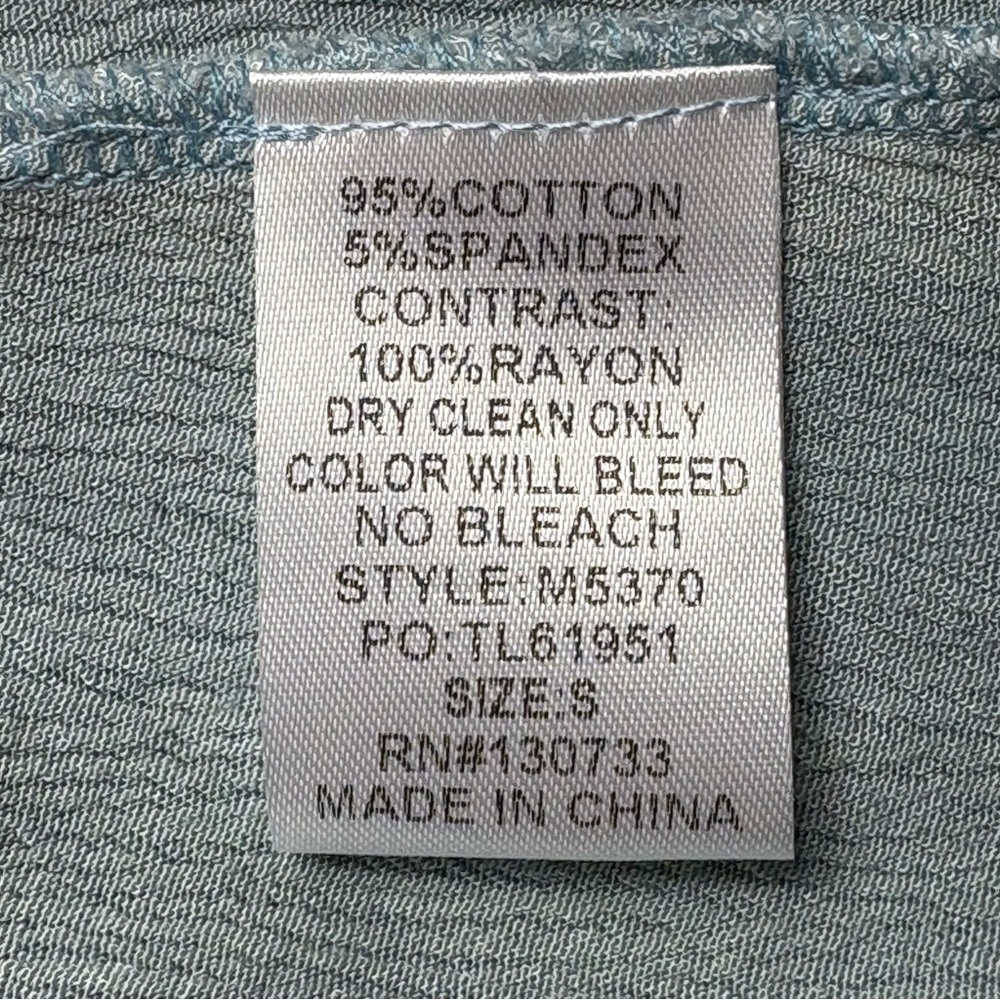 95%COTTON
5%SPANDEX
CONTRAST:
100%RAYON
DRY CLEAN ONLY
COLOR WILL BLEED
NO BLEACH
STYLE:M5370
PO:TL61951
SIZE:S
RN#130733
MADE IN CHINA